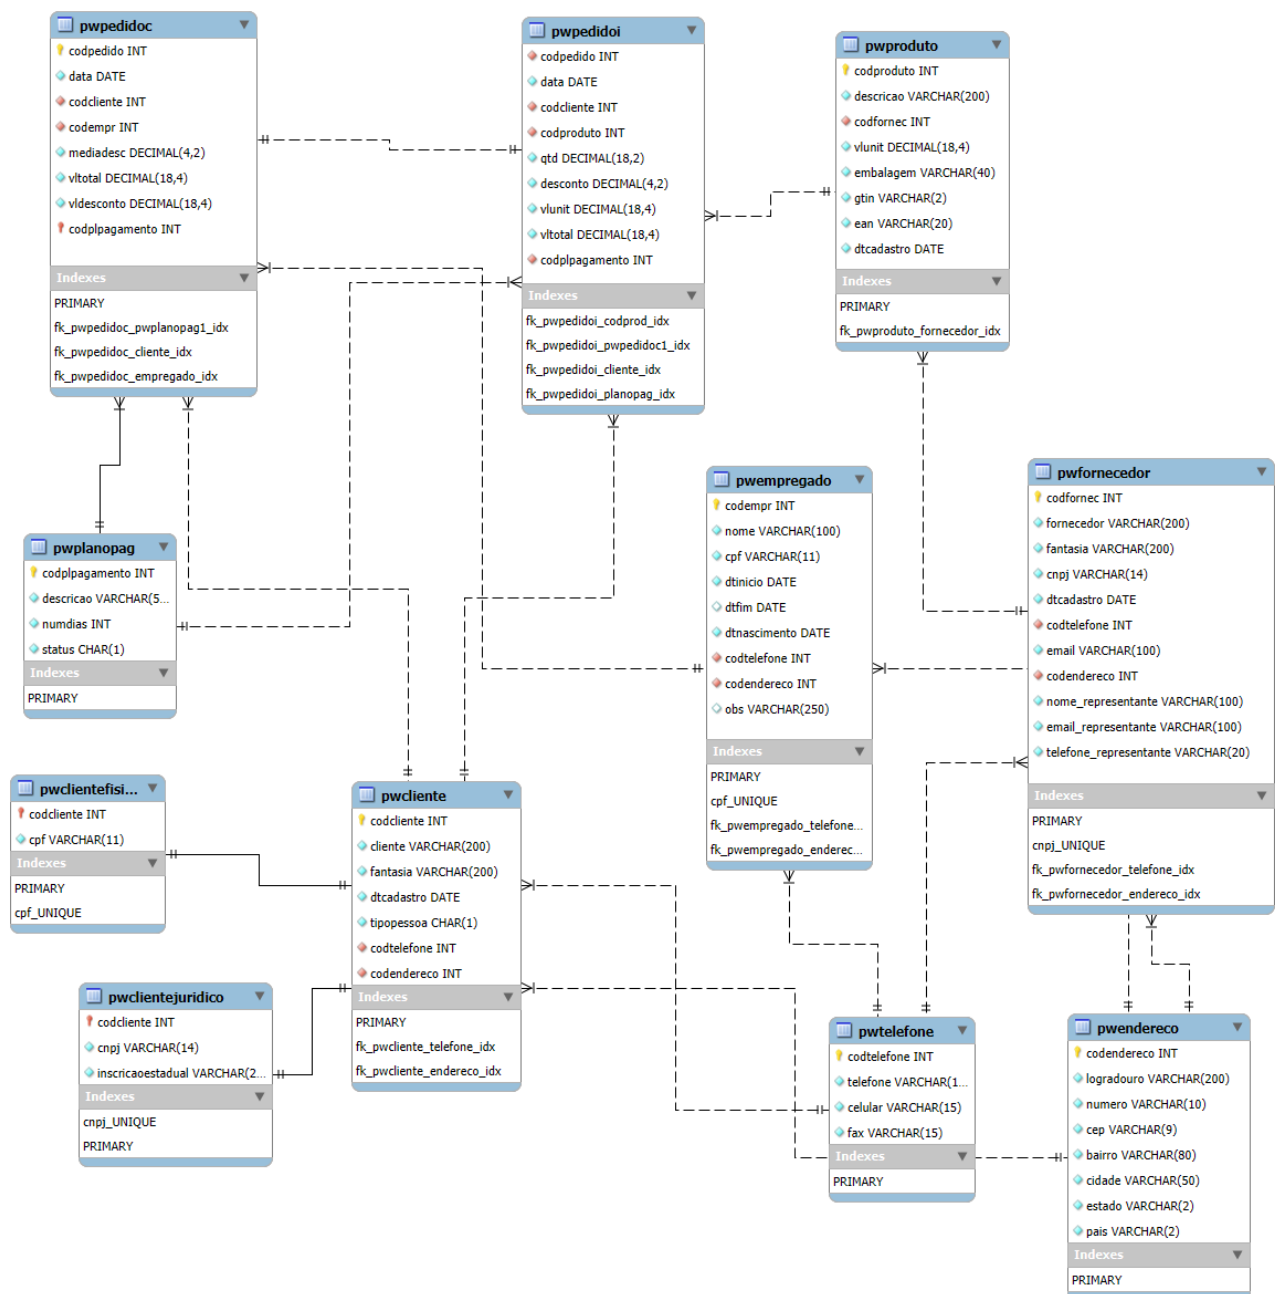 pwpedidoc
codpedido INT
data DATE
codcliente INT
codempr INT
mediadesc DECIMAL(4,2)
vltotal DECIMAL(18,4)
vldesconto DECIMAL(18,4)
codplpagamento INT
Indexes
PRIMARY
fk_pwpedidoc_pwplanopag1_idx
fk_pwpedidoc_cliente_idx
fk_pwpedidoc_empregado_idx
pwpedidoi
codpedido INT
data DATE
codcliente INT
codproduto INT
qtd DECIMAL(18,2)
desconto DECIMAL(4,2)
vlunit DECIMAL(18,4)
vltotal DECIMAL(18,4)
codplpagamento INT
Indexes
fk_pwpedidoi_codprod_idx
fk_pwpedidoi_pwpedidoc1_idx
fk_pwpedidoi_cliente_idx
fk_pwpedidoi_planopag_idx
pwproduto
codproduto INT
descricao VARCHAR(200)
codfornec INT
vlunit DECIMAL(18,4)
embalagem VARCHAR(40)
gtin VARCHAR(2)
ean VARCHAR(20)
dtcadastro DATE
Indexes
PRIMARY
fk_pwproduto_fornecedor_idx
pwplanopag
codplpagamento INT
descricao VARCHAR(5...
numdias INT
status CHAR(1)
Indexes
PRIMARY
pwempregado
codempr INT
nome VARCHAR(100)
cpf VARCHAR(11)
dtinicio DATE
dtfim DATE
dtnascimento DATE
codtelefone INT
codendereco INT
obs VARCHAR(250)
Indexes
PRIMARY
cpf_UNIQUE
fk_pwempregado_telefone...
fk_pwempregado_enderec...
pwfornecedor
codfornec INT
fornecedor VARCHAR(200)
fantasia VARCHAR(200)
cnpj VARCHAR(14)
dtcadastro DATE
codtelefone INT
email VARCHAR(100)
codendereco INT
nome_representante VARCHAR(100)
email_representante VARCHAR(100)
telefone_representante VARCHAR(20)
Indexes
PRIMARY
cnpj_UNIQUE
fk_pwfornecedor_telefone_idx
fk_pwfornecedor_endereco_idx
pwclientefisi...
codcliente INT
cpf VARCHAR(11)
Indexes
PRIMARY
cpf_UNIQUE
pwcliente
codcliente INT
cliente VARCHAR(200)
fantasia VARCHAR(200)
dtcadastro DATE
tipopessoa CHAR(1)
codtelefone INT
codendereco INT
Indexes
PRIMARY
fk_pwcliente_telefone_idx
fk_pwcliente_endereco_idx
pwclientejuridico
codcliente INT
cnpj VARCHAR(14)
inscricaoestadual VARCHAR(2...
Indexes
cnpj_UNIQUE
PRIMARY
pwtelefone
codtelefone INT
telefone VARCHAR(1...
celular VARCHAR(15)
fax VARCHAR(15)
Indexes
PRIMARY
pwendereco
codendereco INT
logradouro VARCHAR(200)
numero VARCHAR(10)
cep VARCHAR(9)
bairro VARCHAR(80)
cidade VARCHAR(50)
estado VARCHAR(2)
pais VARCHAR(2)
Indexes
PRIMARY